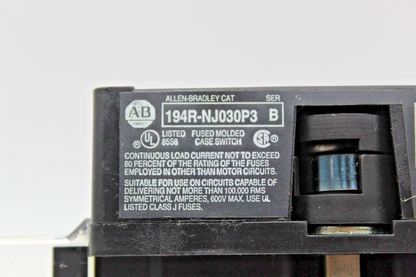 ALLEN-BRADLEY CAT SER
AB 194R-NJ030P3 B
UL LISTED FUSED MOLDED SA
® 8558 CASE SWITCH ®
CONTINUOUS LOAD CURRENT NOT TO EXCEED
80 PERCENT OF THE RATING OF THE FUSES
EMPLOYED IN OTHER THAN MOTOR CIRCUITS.
SUITABLE FOR USE ON CIRCUITS CAPABLE OF
DELIVERING NOT MORE THAN 100,000 RMS
SYMMETRICAL AMPERES, 600V MAX. USE UL
LISTED CLASS J FUSES.